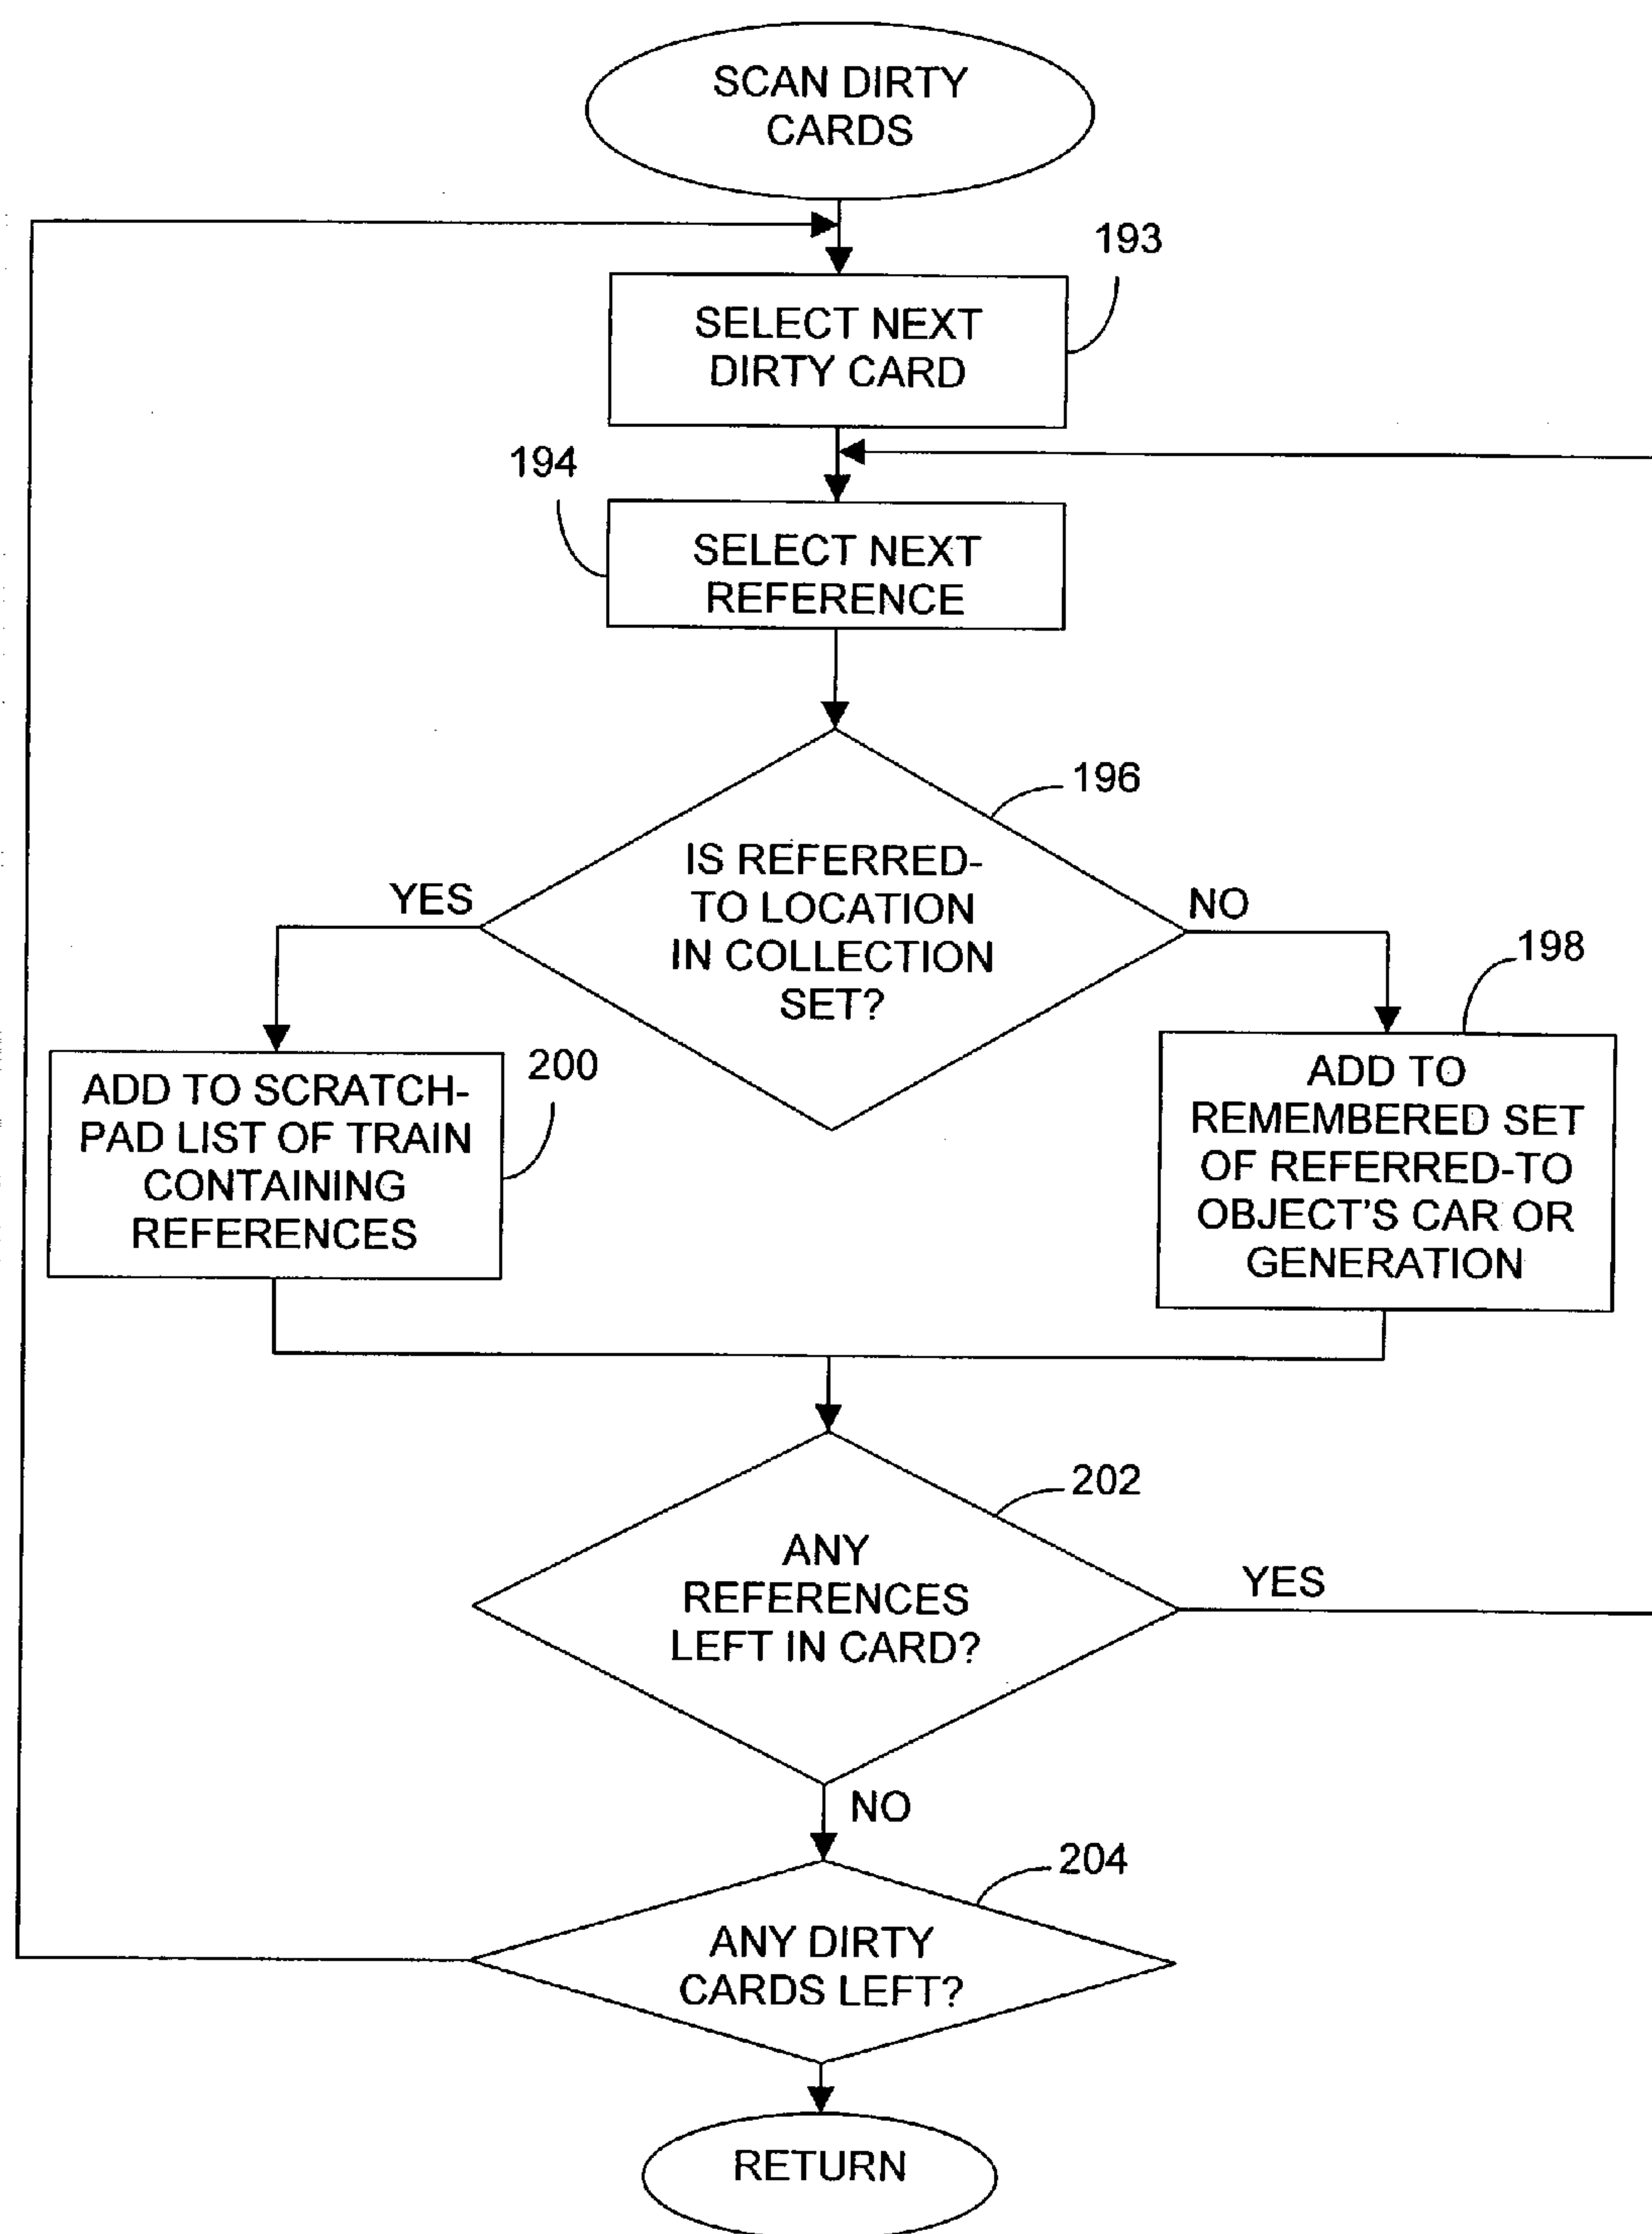 SCAN DIRTY
CARDS
193
SELECT NEXT
DIRTY CARD
194
SELECT NEXT
REFERENCE
196
IS REFERRED-
TO LOCATION
IN COLLECTION
SET?
YES
NO
198
200
ADD TO SCRATCH-
PAD LIST OF TRAIN
CONTAINING
REFERENCES
ADD TO
REMEMBERED SET
OF REFERRED-TO
OBJECT'S CAR OR
GENERATION
202
ANY
REFERENCES
LEFT IN CARD?
YES
NO
204
ANY DIRTY
CARDS LEFT?
RETURN